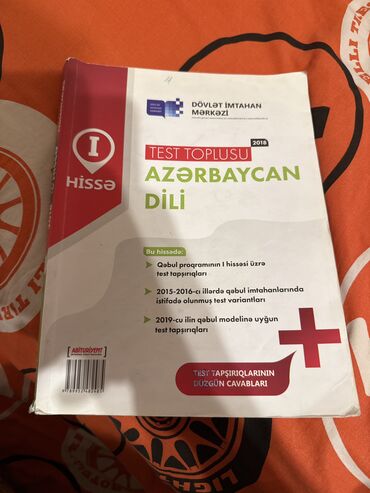 I
HİSSƏ
DÖVLƏT İMTAHAN
MƏRKƏZİ
TEST TOPLUSU
2018
AZƏRBAYCAN
DİLİ
Bu hissədə:
Qəbul proqramının I hissəsi üzrə
test tapşırıqları
2015-2016-cı illərdə qəbul imtahanlarında
istifadə olunmuş test variantları
2019-cu ilin qəbul modelinə uyğun
test tapşırıqları
ABİTURİYENT
TEST TAPŞIRIQLARININ
DÜZGÜN CAVABLARI